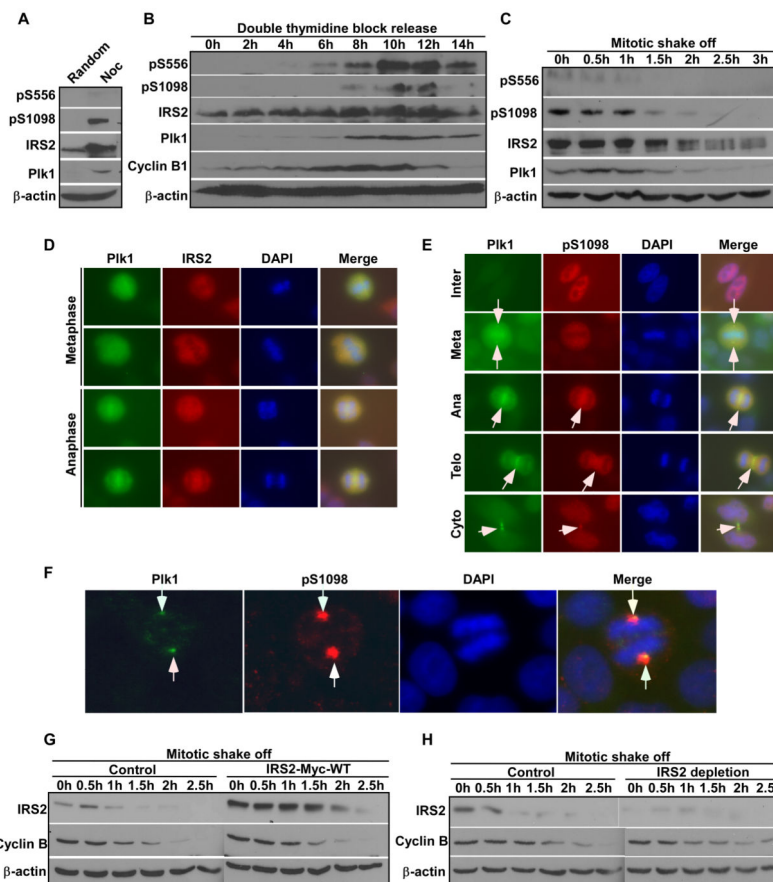 A
Random
Noc
pS556
pS1098
IRS2
Plk1
β-actin
B
Double thymidine block release
0h 2h 4h 6h 8h 10h 12h 14h
pS556
pS1098
IRS2
Plk1
Cyclin B1
β-actin
C
Mitotic shake off
0h 0.5h 1h 1.5h 2h 2.5h 3h
pS556
pS1098
IRS2
Plk1
β-actin
D
Plk1 IRS2 DAPI Merge
Metaphase
Anaphase
E
Plk1 pS1098 DAPI Merge
Inter
Meta
Ana
Telo
Cyto
F
Plk1 pS1098 DAPI Merge
G
Mitotic shake off
Control IRS2-Myc-WT
0h 0.5h 1h 1.5h 2h 2.5h 0h 0.5h 1h 1.5h 2h 2.5h
IRS2
Cyclin B
β-actin
H
Mitotic shake off
Control IRS2 depletion
0h 0.5h 1h 1.5h 2h 2.5h 0h 0.5h 1h 1.5h 2h 2.5h
IRS2
Cyclin B
β-actin